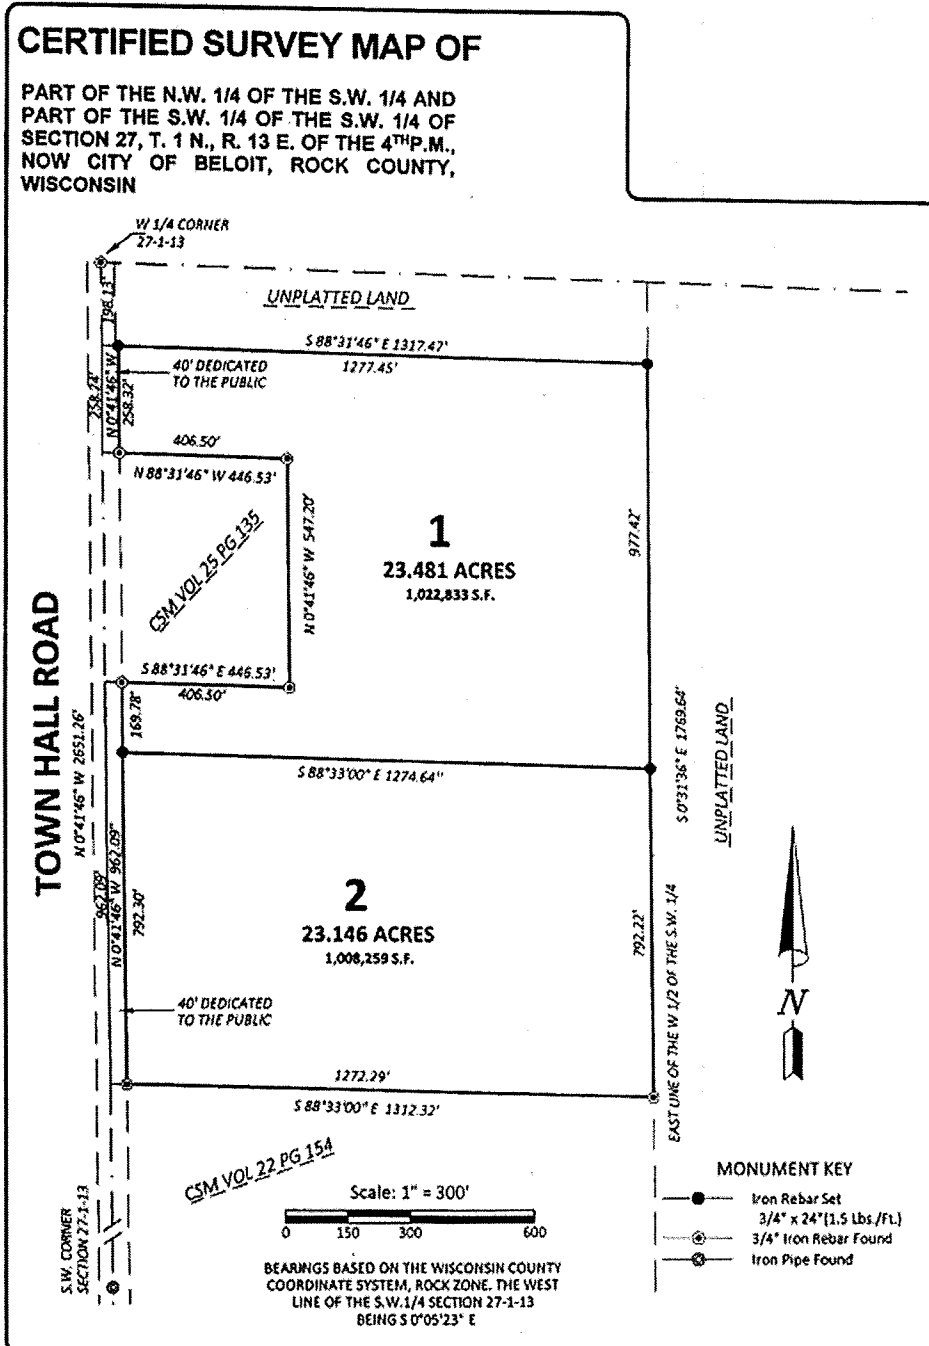 CERTIFIED SURVEY MAP OF
PART OF THE N.W. 1/4 OF THE S.W. 1/4 AND
PART OF THE S.W. 1/4 OF THE S.W. 1/4 OF
SECTION 27, T. 1 N., R. 13 E. OF THE 4THP.M.,
NOW CITY OF BELOIT, ROCK COUNTY,
WISCONSIN
W 1/4 CORNER
27-1-13
198.13'
UNPLATTED LAND
S 88°31'46" E 1317.47'
1277.45'
40' DEDICATED
TO THE PUBLIC
258.24'
N 0°41'46" W
258.32'
406.50'
N 88°31'46" W 446.53'
CSM VOL 25 PG 135
N 0°41'46" W 547.20'
1
23.481 ACRES
1,022,833 S.F.
977.42'
S 88°31'46" E 446.53'
406.50'
169.78'
TOWN HALL ROAD
N 0°41'46" W 2651.26'
S 88°33'00" E 1274.64"
S 0°31'36" E 1769.64'
UNPLATTED LAND
962.09'
N 0°41'46" W 962.09"
792.30'
2
23.146 ACRES
1,008,259 S.F.
792.22'
EAST LINE OF THE W 1/2 OF THE S.W. 1/4
N
40' DEDICATED
TO THE PUBLIC
1272.29'
S 88°33'00" E 1312.32'
CSM VOL 22 PG 154
S.W. CORNER
SECTION 27-1-13
Scale: 1" = 300'
0 150 300 600
BEARINGS BASED ON THE WISCONSIN COUNTY
COORDINATE SYSTEM, ROCK ZONE. THE WEST
LINE OF THE S.W.1/4 SECTION 27-1-13
BEING S 0°05'23" E
MONUMENT KEY
Iron Rebar Set
3/4" x 24"(1.5 Lbs./Ft.)
3/4" Iron Rebar Found
Iron Pipe Found